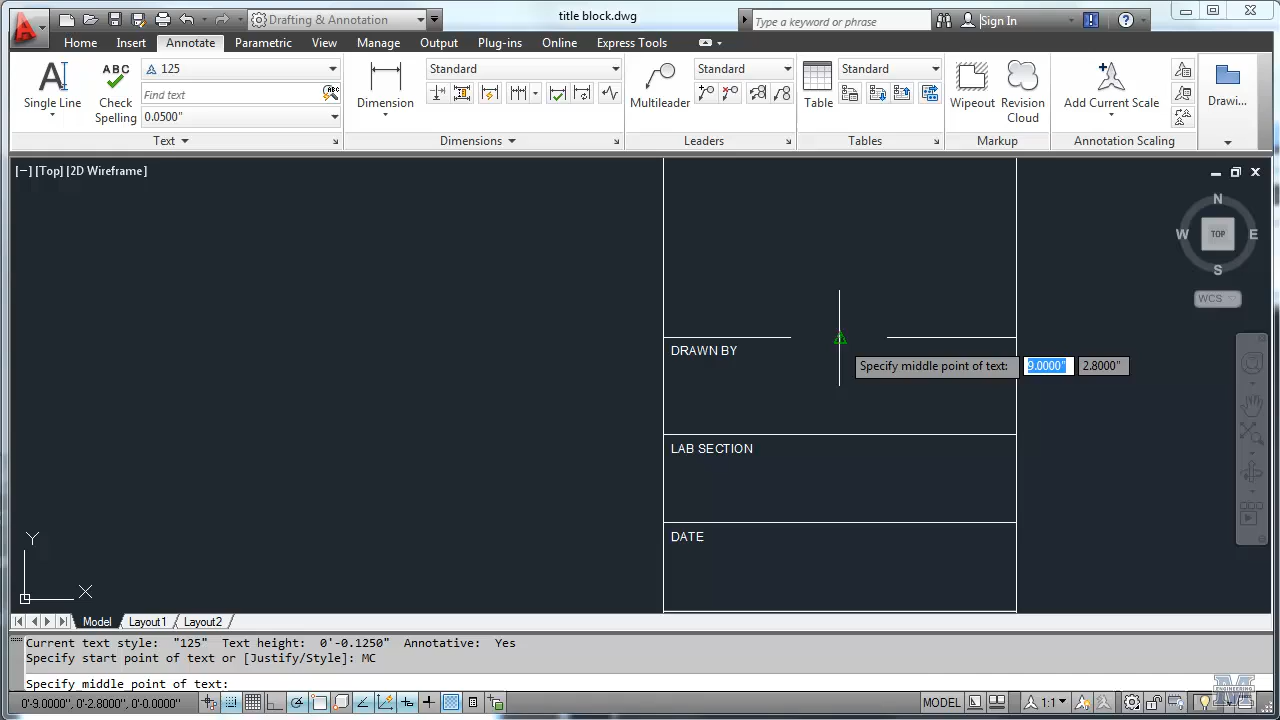 Drafting & Annotation
title block.dwg
Type a keyword or phrase
Sign In
Home Insert Annotate Parametric View Manage Output Plug-ins Online Express Tools
A Single Line
ABC Check Spelling
125
Find text
0.0500"
Text
Dimension
Standard
Dimensions
Multileader
Standard
Leaders
Table
Standard
Tables
Wipeout
Revision Cloud
Markup
Add Current Scale
Annotation Scaling
Drawi...
[−] [Top] [2D Wireframe]
N
W TOP E
S
WCS
DRAWN BY
Specify middle point of text: 9.0000" 2.8000"
LAB SECTION
DATE
Y
X
Model Layout1 Layout2
Current text style: "125" Text height: 0'-0.1250" Annotative: Yes
Specify start point of text or [Justify/Style]: MC
Specify middle point of text:
0'-9.0000", 0'-2.8000", 0'-0.0000"
MODEL
1:1
M
ENGINEERING